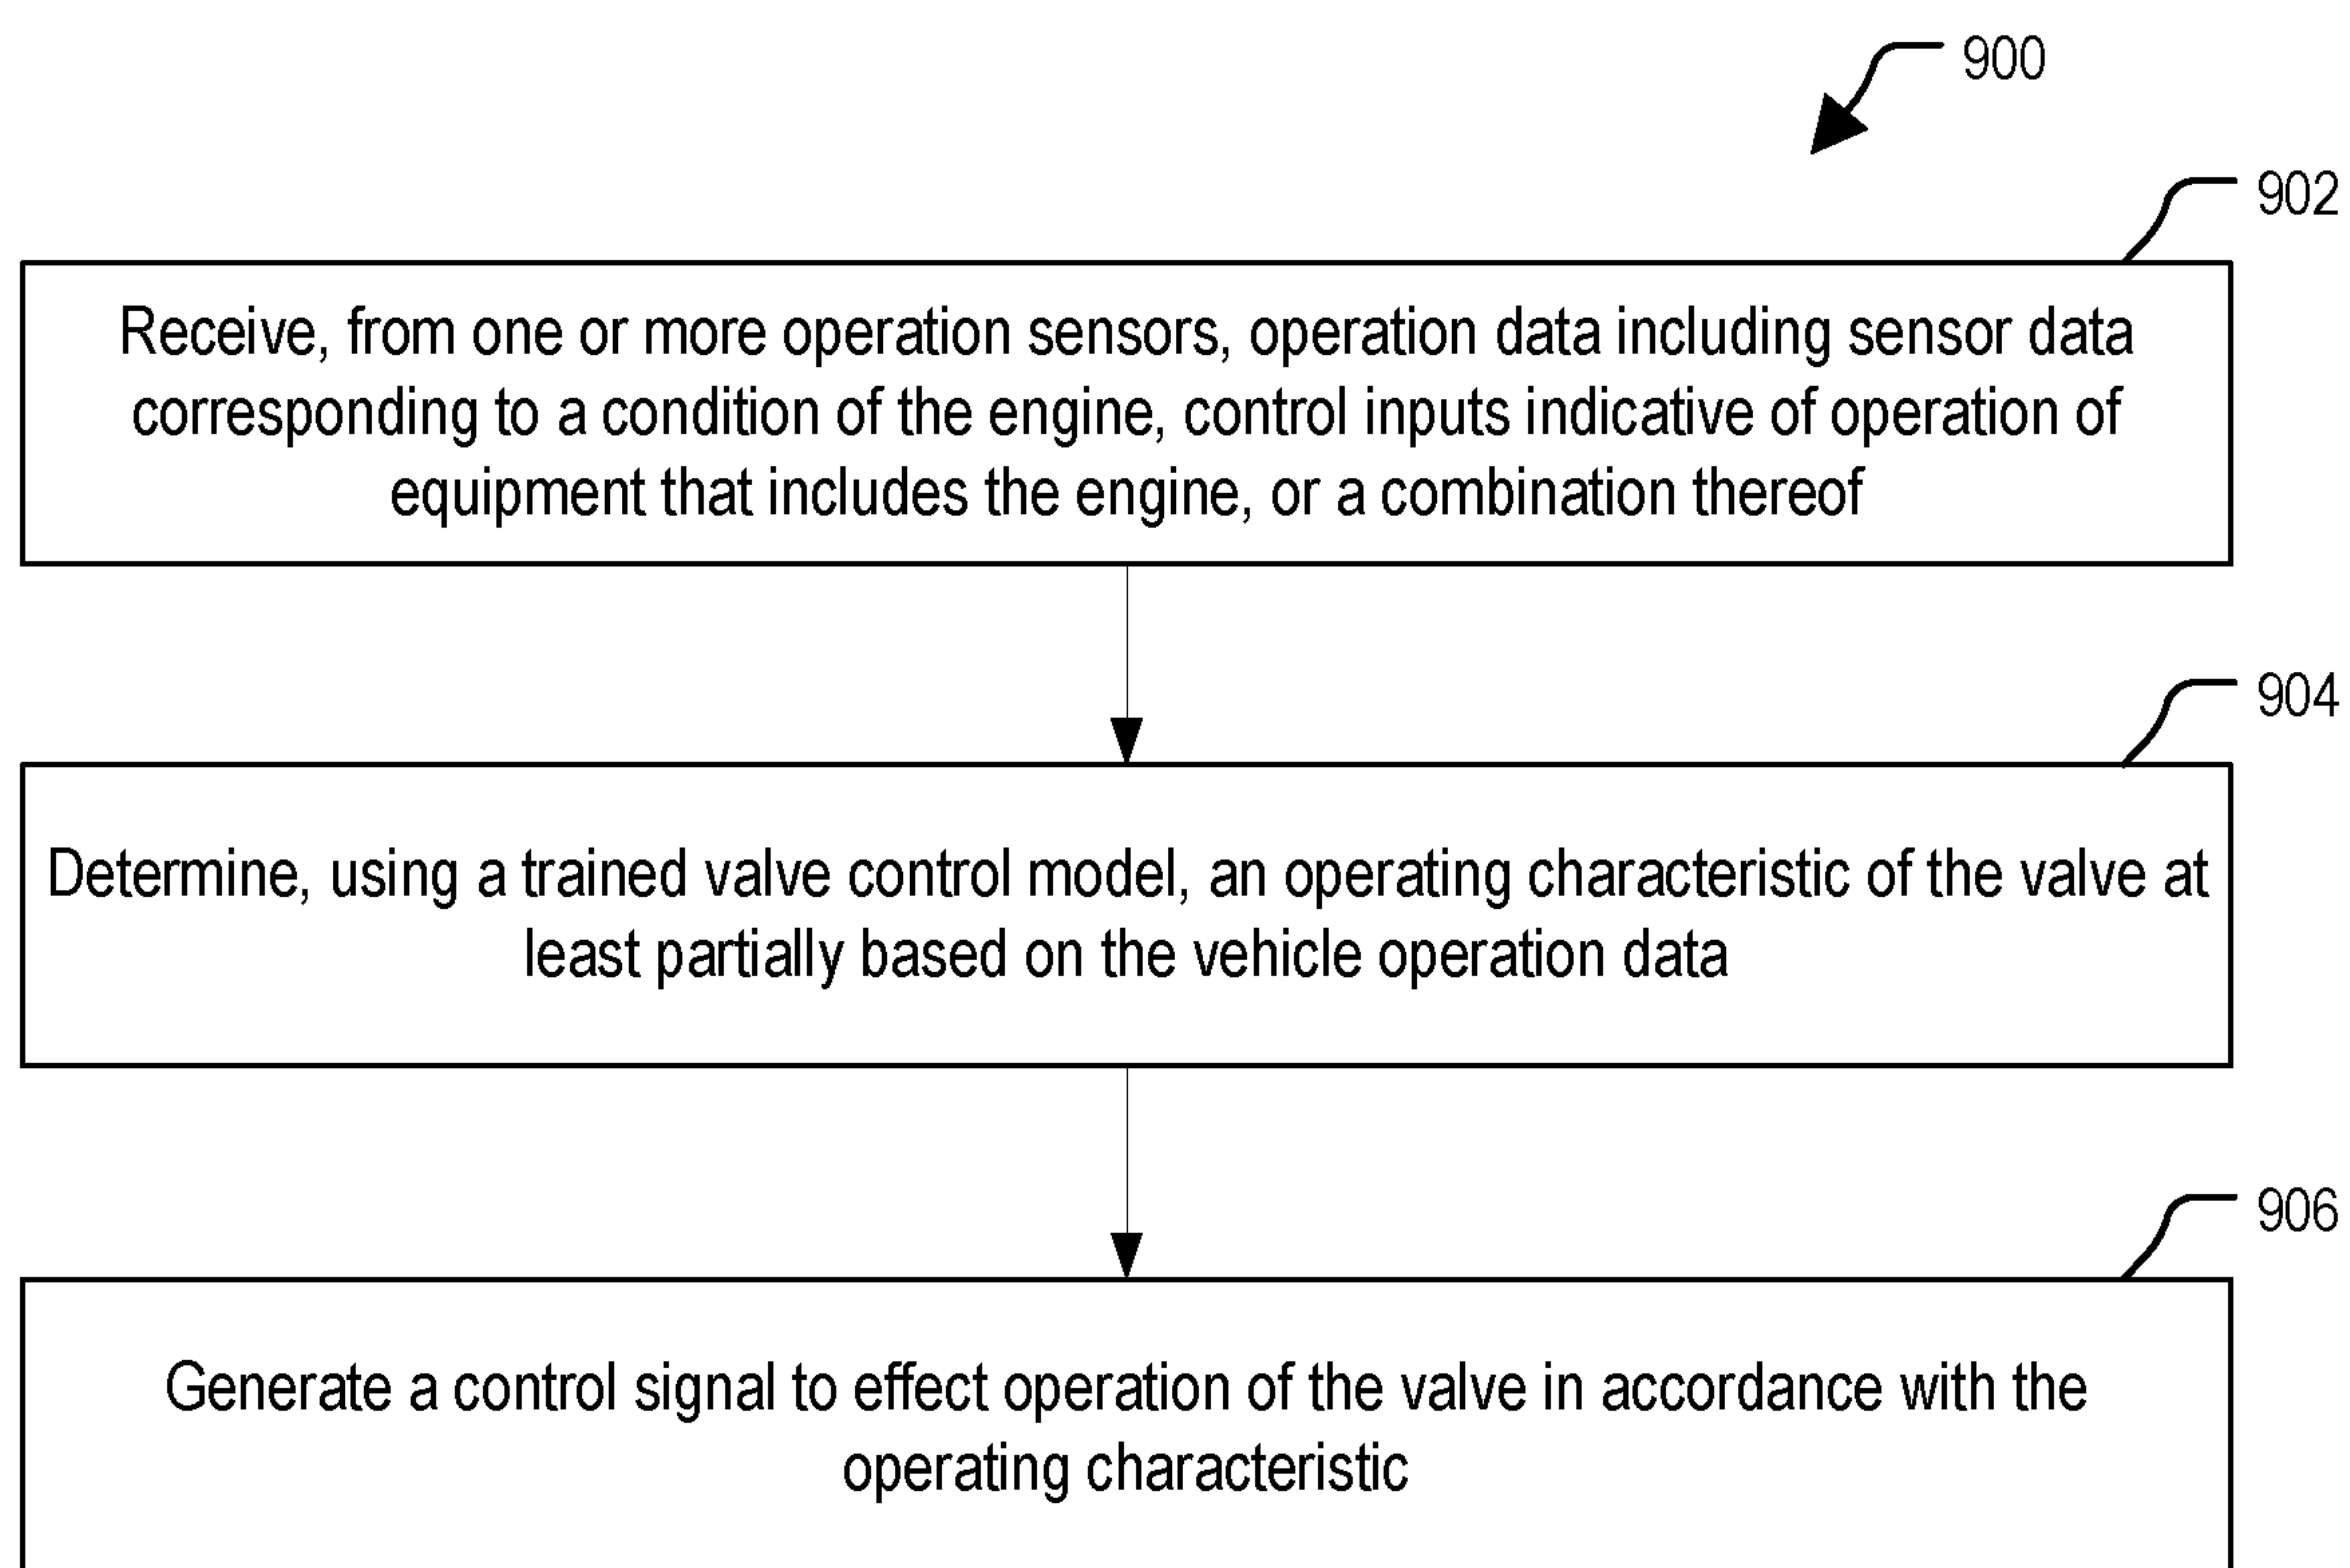 900
902
Receive, from one or more operation sensors, operation data including sensor data
corresponding to a condition of the engine, control inputs indicative of operation of
equipment that includes the engine, or a combination thereof
904
Determine, using a trained valve control model, an operating characteristic of the valve at
least partially based on the vehicle operation data
906
Generate a control signal to effect operation of the valve in accordance with the
operating characteristic